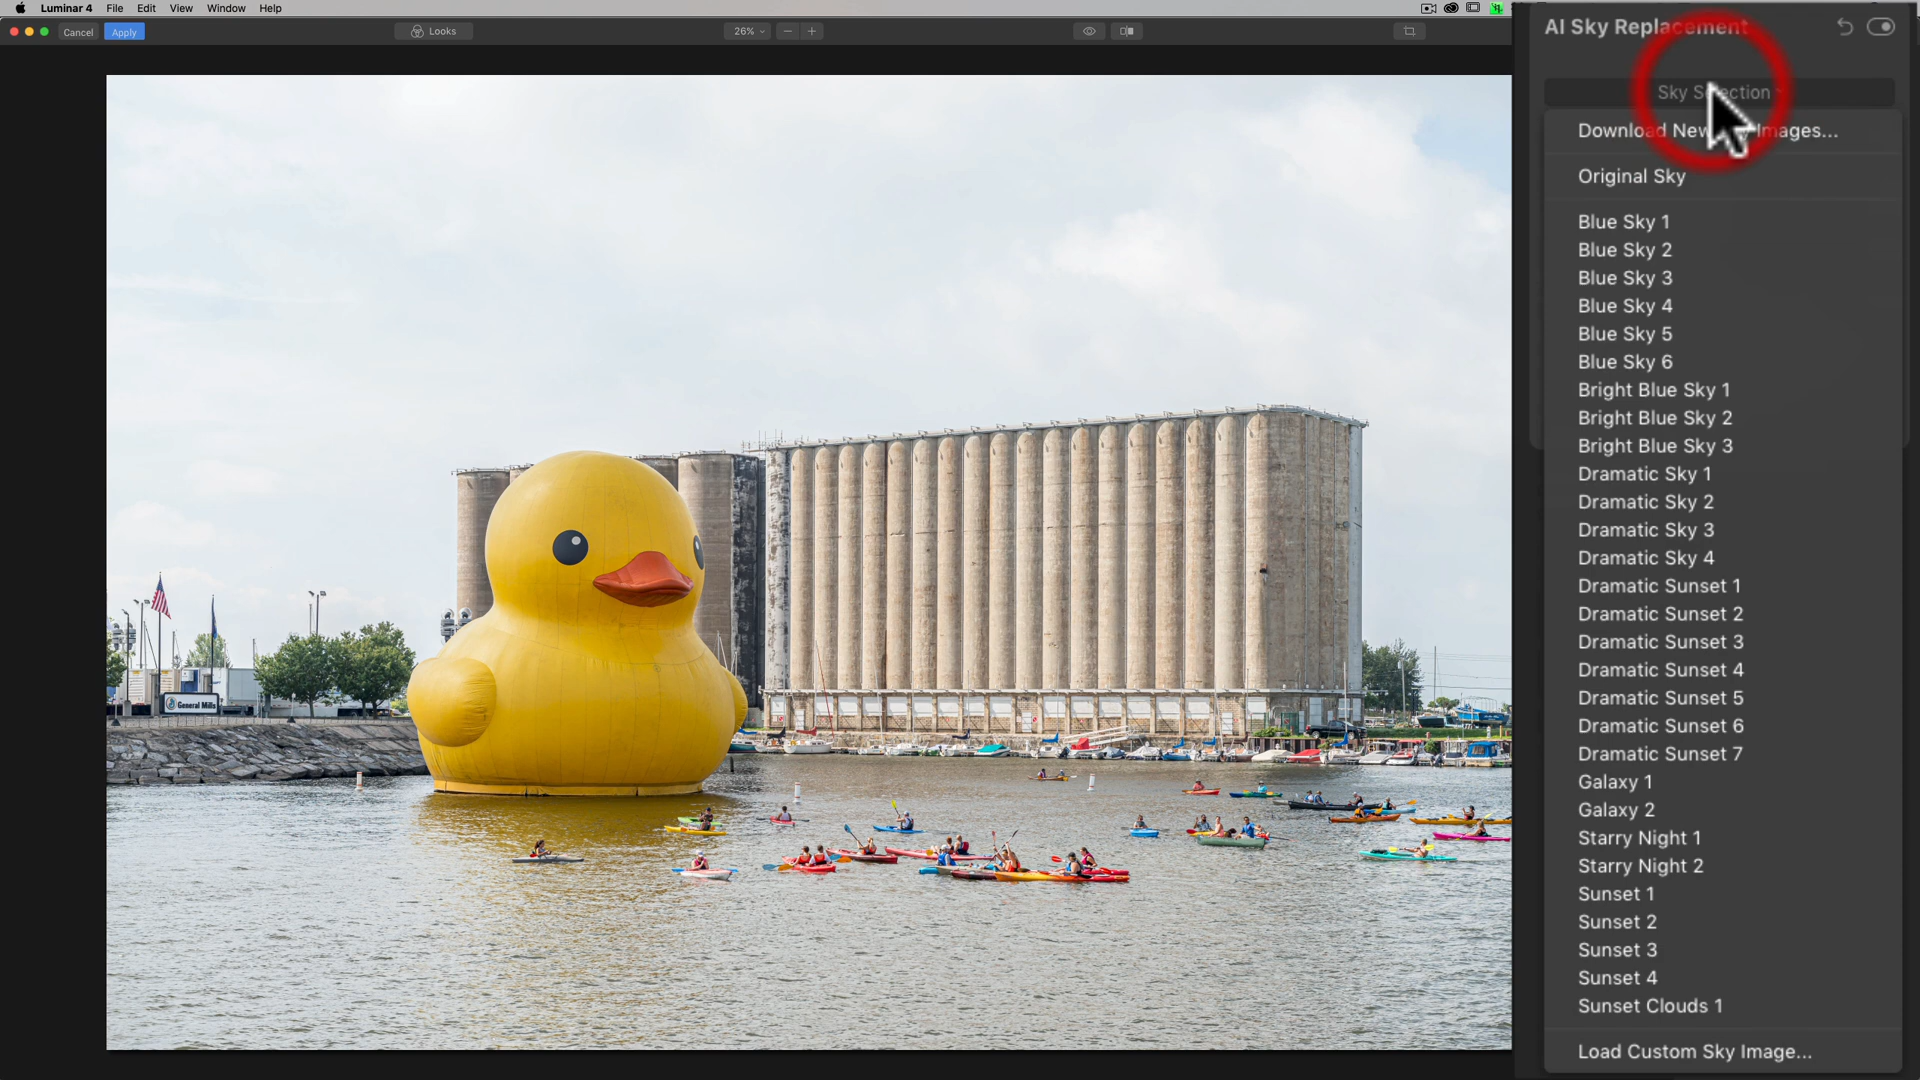 Luminar 4 File Edit View Window Help
Cancel Apply Looks 26%
AI Sky Replacement
Sky Selection
Download New Sky Images...
Original Sky
Blue Sky 1
Blue Sky 2
Blue Sky 3
Blue Sky 4
Blue Sky 5
Blue Sky 6
Bright Blue Sky 1
Bright Blue Sky 2
Bright Blue Sky 3
Dramatic Sky 1
Dramatic Sky 2
Dramatic Sky 3
Dramatic Sky 4
Dramatic Sunset 1
Dramatic Sunset 2
Dramatic Sunset 3
Dramatic Sunset 4
Dramatic Sunset 5
Dramatic Sunset 6
Dramatic Sunset 7
Galaxy 1
Galaxy 2
Starry Night 1
Starry Night 2
Sunset 1
Sunset 2
Sunset 3
Sunset 4
Sunset Clouds 1
Load Custom Sky Image...
General Mills